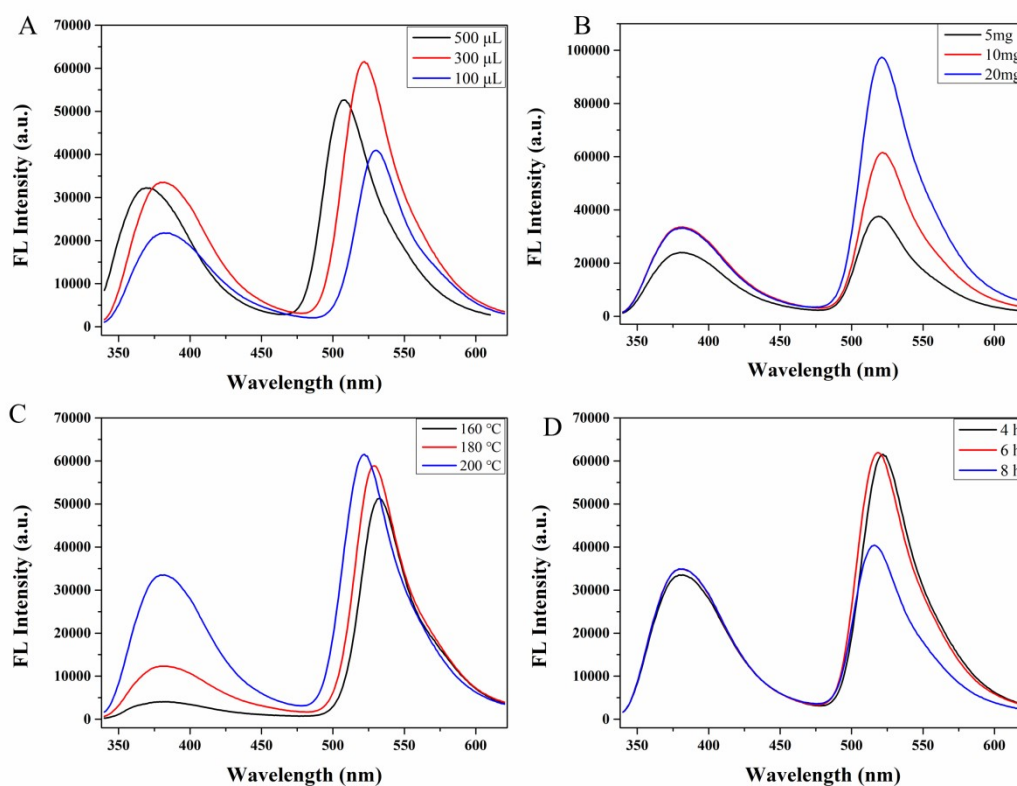 A
70000
60000
50000
40000
30000
20000
10000
0
350 400 450 500 550 600
FL Intensity (a.u.)
Wavelength (nm)
500 μL
300 μL
100 μL
B
100000
80000
60000
40000
20000
0
350 400 450 500 550 600
FL Intensity (a.u.)
Wavelength (nm)
5mg
10mg
20mg
C
70000
60000
50000
40000
30000
20000
10000
0
350 400 450 500 550 600
FL Intensity (a.u.)
Wavelength (nm)
160 °C
180 °C
200 °C
D
70000
60000
50000
40000
30000
20000
10000
0
350 400 450 500 550 600
FL Intensity (a.u.)
Wavelength (nm)
4 h
6 h
8 h